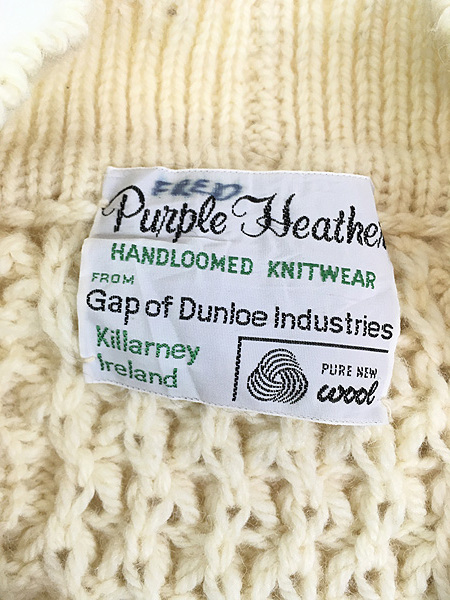 FRED
Purple Heather
HANDLOOMED KNITWEAR
FROM
Gap of Dunloe Industries
Killarney
Ireland
PURE NEW
wool